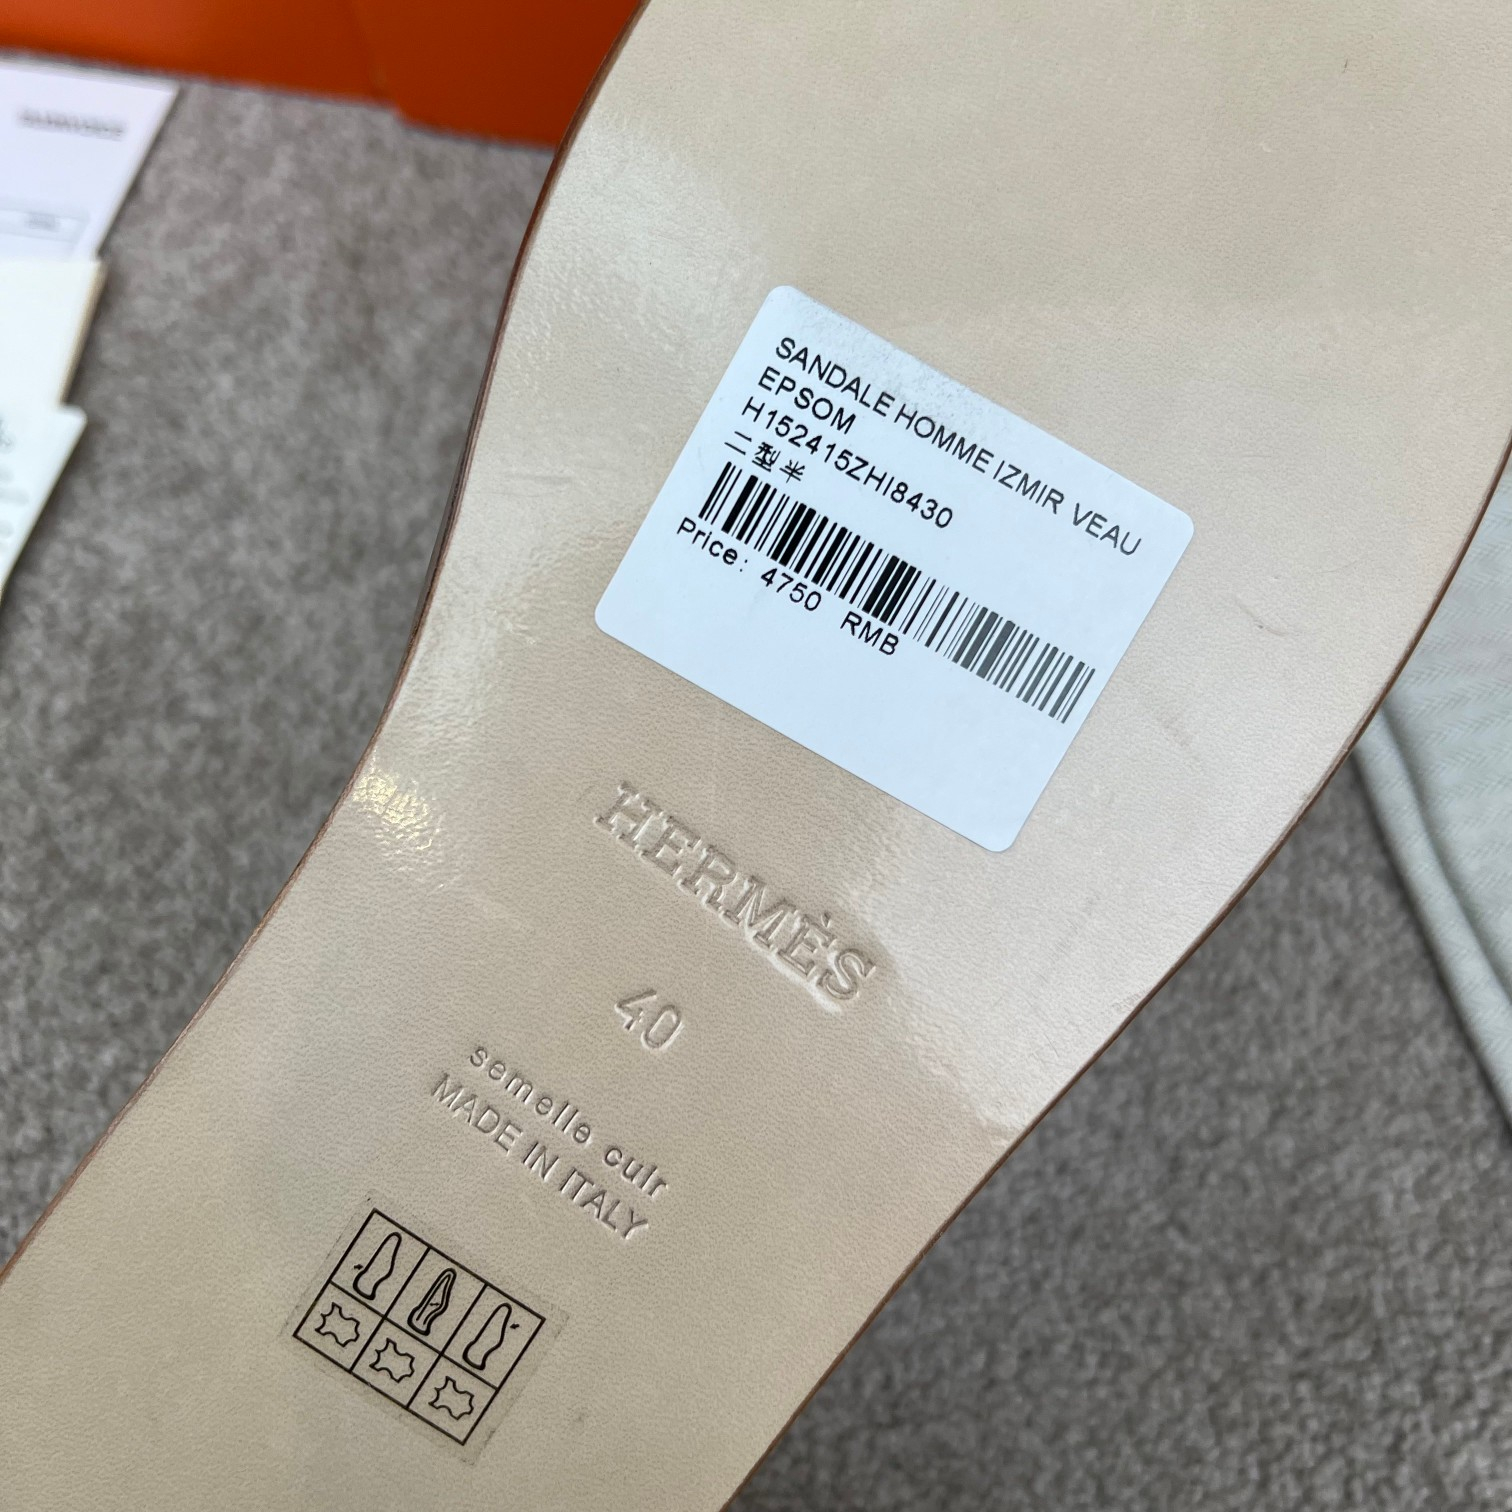 SANDALE HOMME IZMIR VEAU
EPSOM
H152415ZHI8430
二型半
Price: 4750 RMB
HERMÈS
40
semelle cuir
MADE IN ITALY